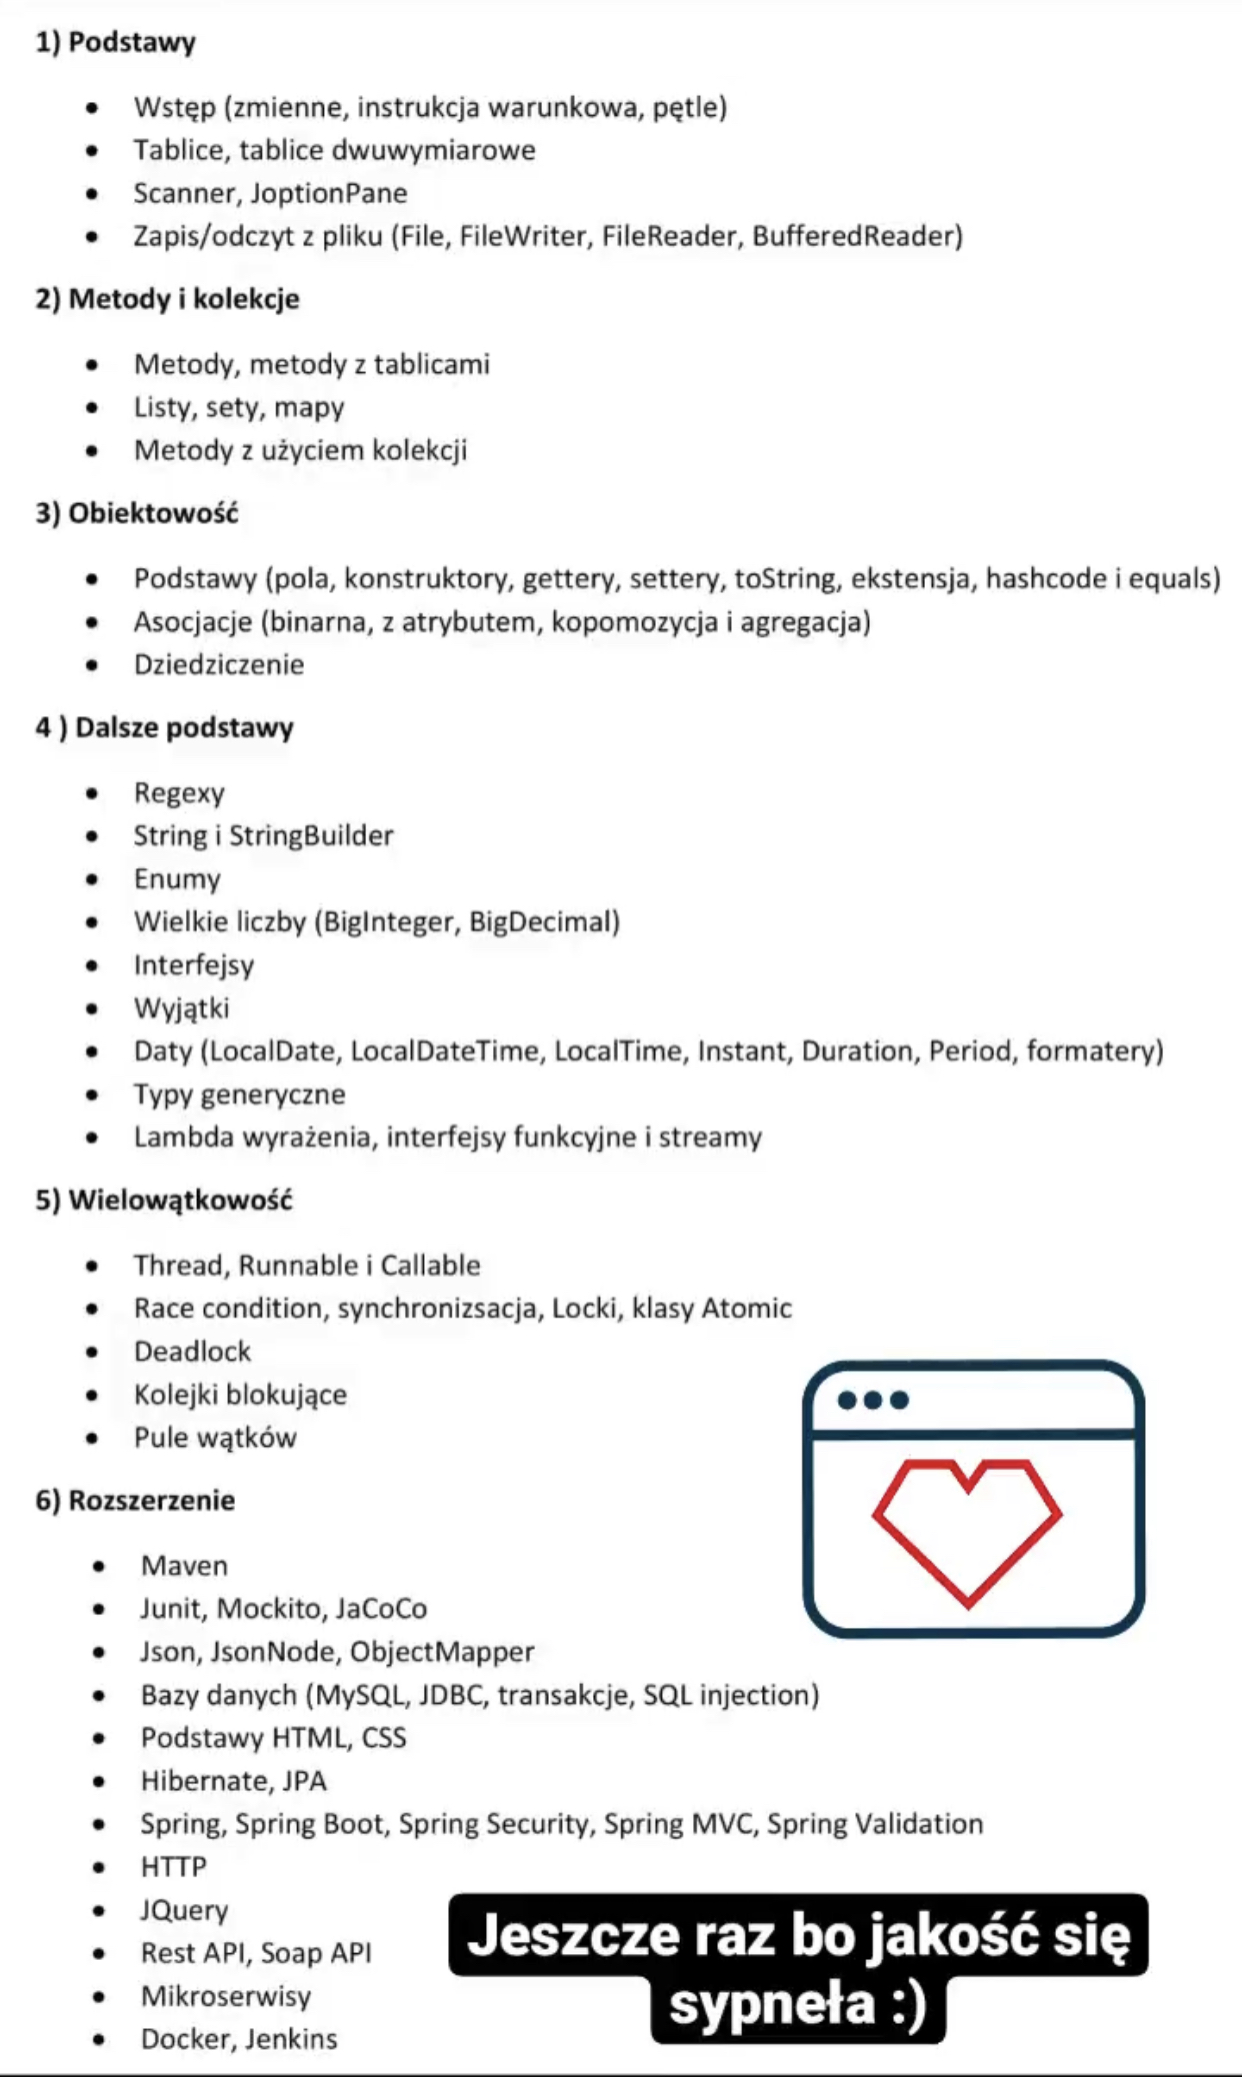 1) Podstawy
Wstęp (zmienne, instrukcja warunkowa, pętle)
Tablice, tablice dwuwymiarowe
Scanner, JoptionPane
Zapis/odczyt z pliku (File, FileWriter, FileReader, BufferedReader)
2) Metody i kolekcje
Metody, metody z tablicami
Listy, sety, mapy
Metody z użyciem kolekcji
3) Obiektowość
Podstawy (pola, konstruktory, gettery, settery, toString, ekstensja, hashcode i equals)
Asocjacje (binarna, z atrybutem, kopomozycja i agregacja)
Dziedziczenie
4 ) Dalsze podstawy
Regexy
String i StringBuilder
Enumy
Wielkie liczby (BigInteger, BigDecimal)
Interfejsy
Wyjątki
Daty (LocalDate, LocalDateTime, LocalTime, Instant, Duration, Period, formatery)
Typy generyczne
Lambda wyrażenia, interfejsy funkcyjne i streamy
5) Wielowątkowość
Thread, Runnable i Callable
Race condition, synchronizsacja, Locki, klasy Atomic
Deadlock
Kolejki blokujące
Pule wątków
6) Rozszerzenie
Maven
Junit, Mockito, JaCoCo
Json, JsonNode, ObjectMapper
Bazy danych (MySQL, JDBC, transakcje, SQL injection)
Podstawy HTML, CSS
Hibernate, JPA
Spring, Spring Boot, Spring Security, Spring MVC, Spring Validation
HTTP
JQuery
Rest API, Soap API
Mikroserwisy
Docker, Jenkins
Jeszcze raz bo jakość się
sypneła :)